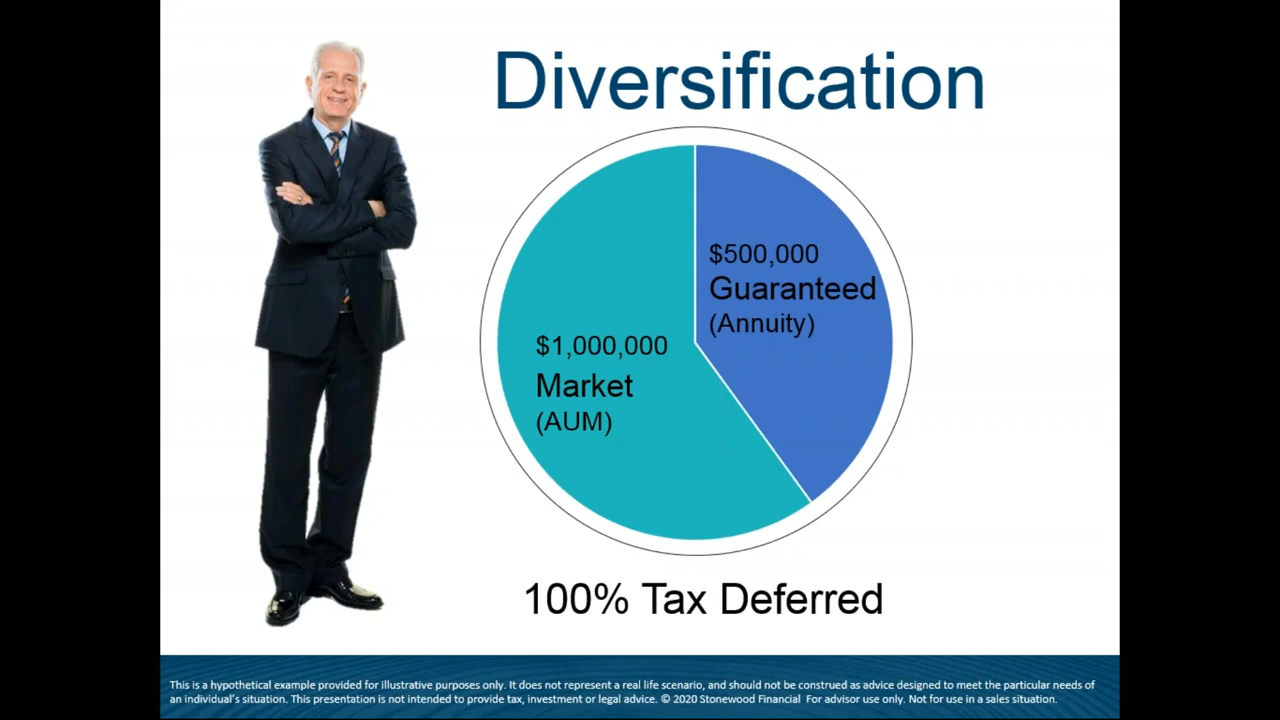 Diversification
$500,000
Guaranteed
(Annuity)
$1,000,000
Market
(AUM)
100% Tax Deferred
This is a hypothetical example provided for illustrative purposes only. It does not represent a real life scenario, and should not be construed as advice designed to meet the particular needs of
an individual's situation. This presentation is not intended to provide tax, investment or legal advice. © 2020 Stonewood Financial For advisor use only. Not for use in a sales situation.